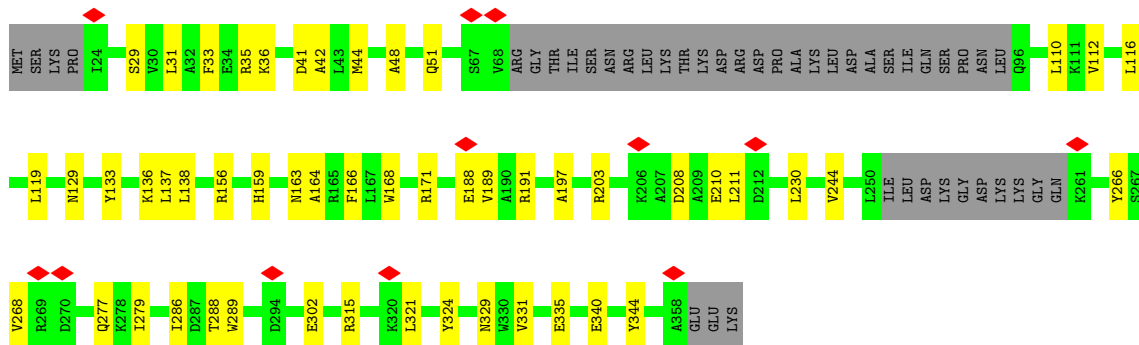 MET SER LYS PRO I24 S29 V30 L31 A32 F33 E34 R35 K36 D41 A42 L43 M44 A48 Q51 S67 V68 ARG GLY THR ILE SER ASN ARG LEU LYS THR LYS ASP ARG ASP PRO ALA LYS LEU ASP ALA SER ILE GLN SER PRO ASN LEU Q96 L110 K111 V112 L116
L119 N129 Y133 K136 L137 L138 R156 H159 N163 A164 R165 F166 L167 W168 R171 E188 V189 A190 R191 A197 R203 K206 A207 D208 A209 E210 L211 D212 L230 V244 L250 ILE LEU ASP LYS GLY ASP LYS LYS GLY GLN K261 Y266 S267
V268 R269 D270 Q277 K278 I279 I286 D287 T288 W289 D294 E302 R315 K320 L321 Y324 N329 W330 V331 E335 E340 Y344 A358 GLU GLU LYS